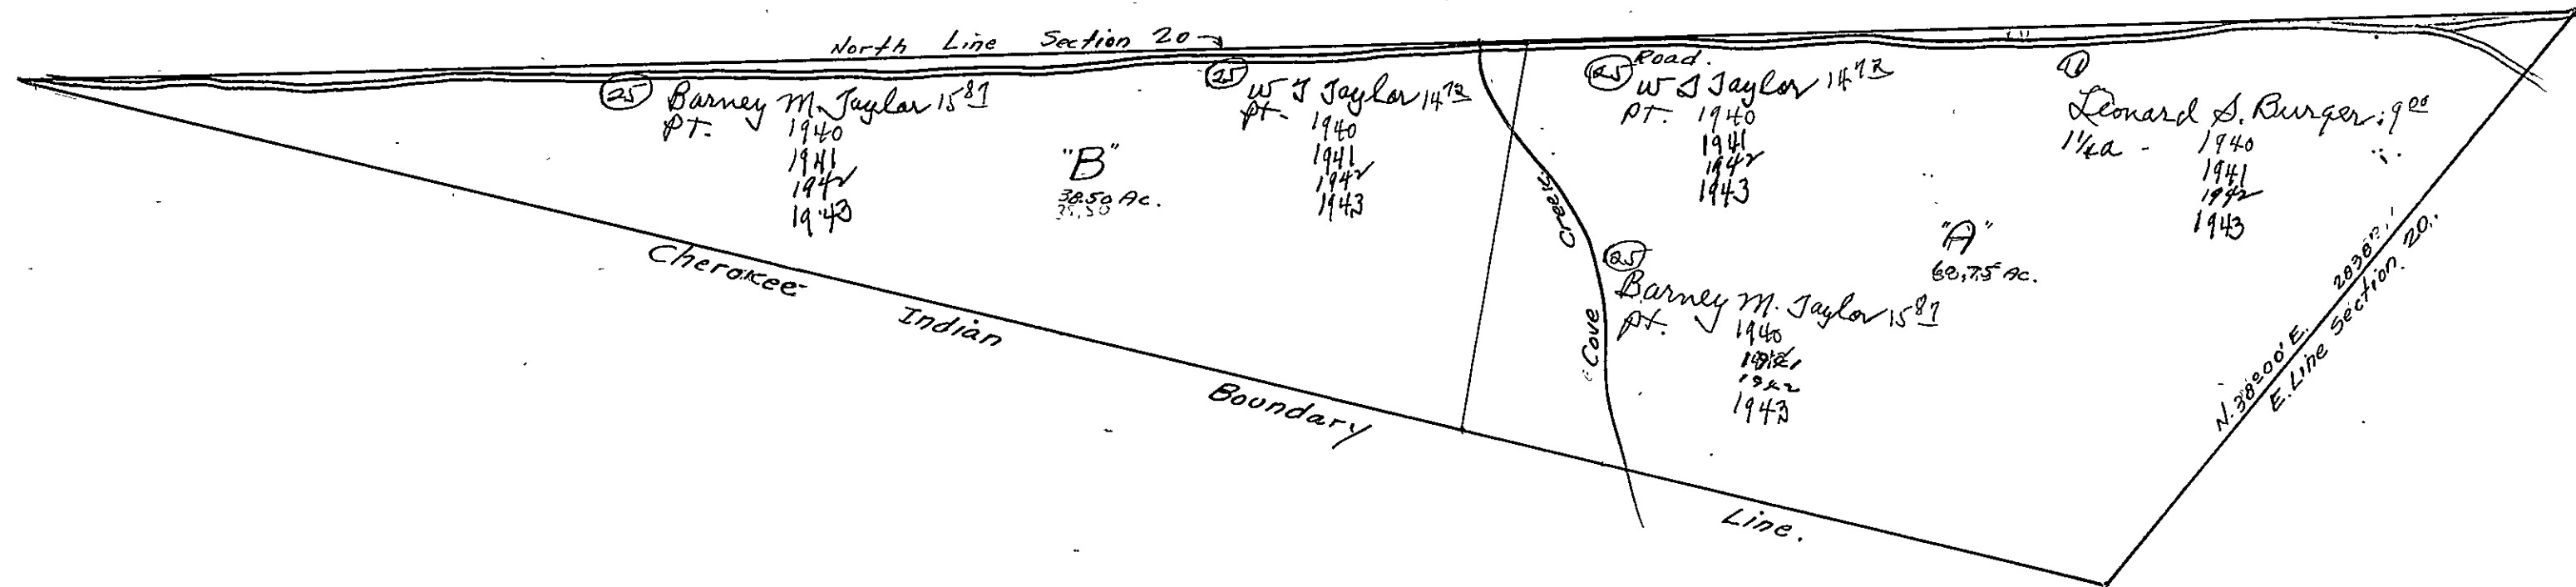 North Line Section 20
Road.
25 Barney M. Taylor 15 87
pt.
1940
1941
1942
1943
"B"
38.50 Ac.
25 W J Taylor 14 72
pt.
1940
1941
1942
1943
25 W J Taylor 14 72
pt.
1940
1941
1942
1943
Leonard S. Burger. 9 00
1 1/4 a -
1940
1941
1942
1943
"A"
25
Barney M. Taylor 15 87
pt.
1940
1941
1942
1943
Cove Creek
Cherokee Indian Boundary Line.
N. 38°00' E.
E. Line Section 20.